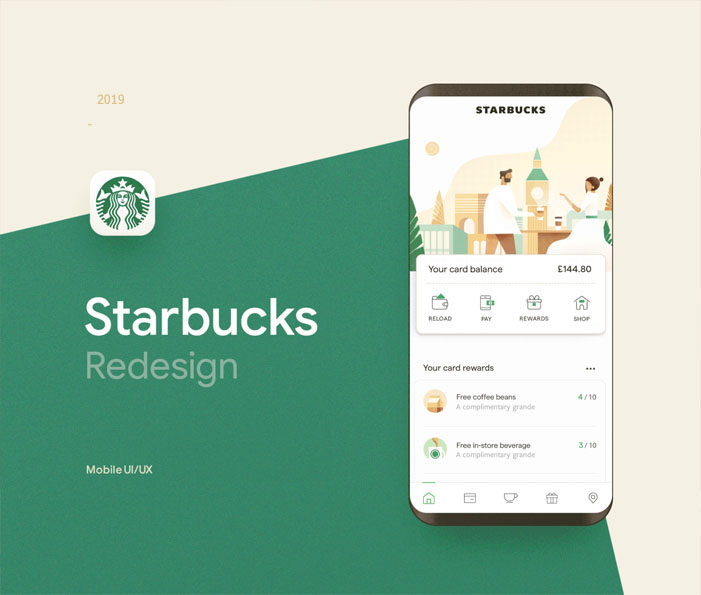 2019
-
Starbucks
Redesign
Mobile UI/UX
STARBUCKS
Your card balance £144.80
RELOAD PAY REWARDS SHOP
Your card rewards
Free coffee beans 4 / 10
A complimentary grande
Free in-store beverage 3 / 10
A complimentary grande